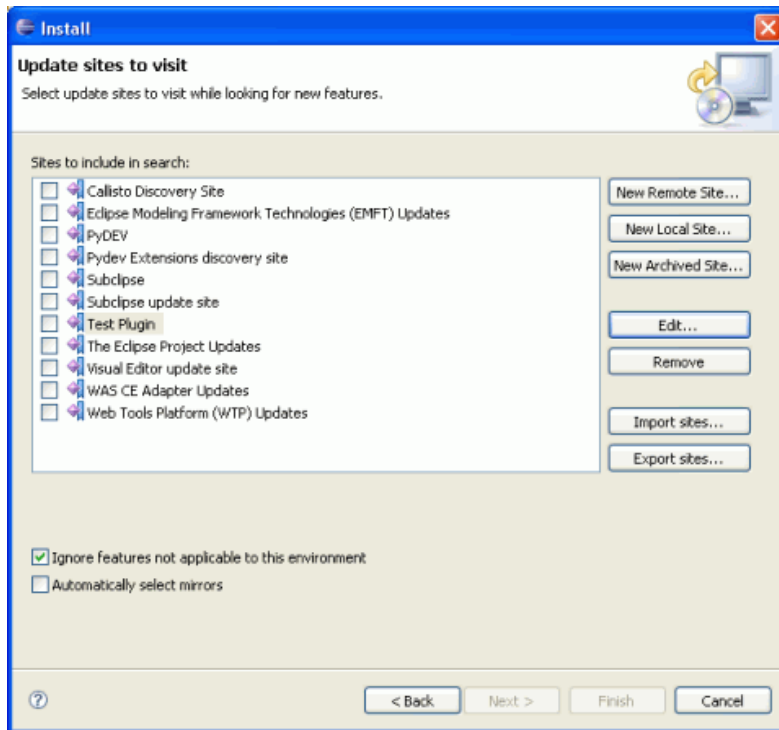 Install
Update sites to visit
Select update sites to visit while looking for new features.
Sites to include in search:
Callisto Discovery Site
Eclipse Modeling Framework Technologies (EMFT) Updates
PyDEV
Pydev Extensions discovery site
Subclipse
Subclipse update site
Test Plugin
The Eclipse Project Updates
Visual Editor update site
WAS CE Adapter Updates
Web Tools Platform (WTP) Updates
New Remote Site...
New Local Site...
New Archived Site...
Edit...
Remove
Import sites...
Export sites...
Ignore features not applicable to this environment
Automatically select mirrors
?
< Back
Next >
Finish
Cancel